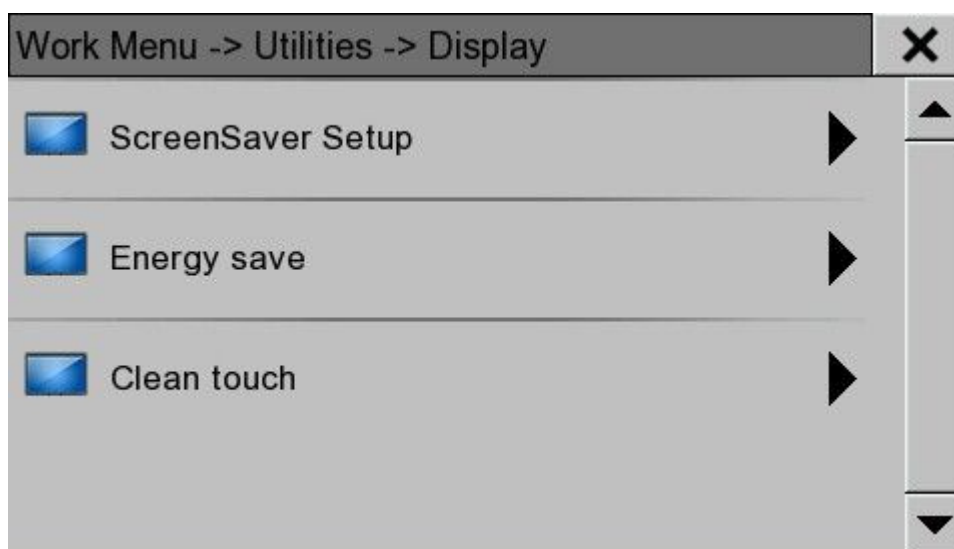 Work Menu -> Utilities -> Display
ScreenSaver Setup
Energy save
Clean touch